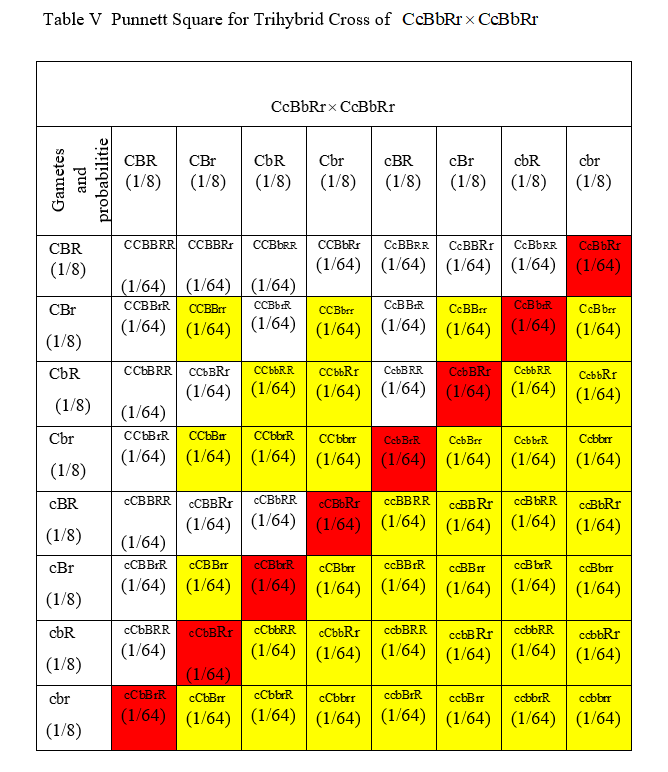 Table V Punnett Square for Trihybrid Cross of CcBbRr × CcBbRr
CcBbRr × CcBbRr
Gametes and probabilitie CBR (1/8) CBr (1/8) CbR (1/8) Cbr (1/8) cBR (1/8) cBr (1/8) cbR (1/8) cbr (1/8)
CBR (1/8) CCBBRR (1/64) CCBBRr (1/64) CCBbRR (1/64) CCBbRr (1/64) CcBBRR (1/64) CcBBRr (1/64) CcBbRR (1/64) CcBbRr (1/64)
CBr (1/8) CCBBrR (1/64) CCBBrr (1/64) CCBbrR (1/64) CCBbrr (1/64) CcBBrR (1/64) CcBBrr (1/64) CcBbrR (1/64) CcBbrr (1/64)
CbR (1/8) CCbBRR (1/64) CCbBRr (1/64) CCbbRR (1/64) CCbbRr (1/64) CcbBRR (1/64) CcbBRr (1/64) CcbbRR (1/64) CcbbRr (1/64)
Cbr (1/8) CCbBrR (1/64) CCbBrr (1/64) CCbbrR (1/64) CCbbrr (1/64) CcbBrR (1/64) CcbBrr (1/64) CcbbrR (1/64) Ccbbrr (1/64)
cBR (1/8) cCBBRR (1/64) cCBBRr (1/64) cCBbRR (1/64) cCBbRr (1/64) ccBBRR (1/64) ccBBRr (1/64) ccBbRR (1/64) ccBbRr (1/64)
cBr (1/8) cCBBrR (1/64) cCBBrr (1/64) cCBbrR (1/64) cCBbrr (1/64) ccBBrR (1/64) ccBBrr (1/64) ccBbrR (1/64) ccBbrr (1/64)
cbR (1/8) cCbBRR (1/64) cCbBRr (1/64) cCbbRR (1/64) cCbbRr (1/64) ccbBRR (1/64) ccbBRr (1/64) ccbbRR (1/64) ccbbRr (1/64)
cbr (1/8) cCbBrR (1/64) cCbBrr (1/64) cCbbrR (1/64) cCbbrr (1/64) ccbBrR (1/64) ccbBrr (1/64) ccbbrR (1/64) ccbbrr (1/64)